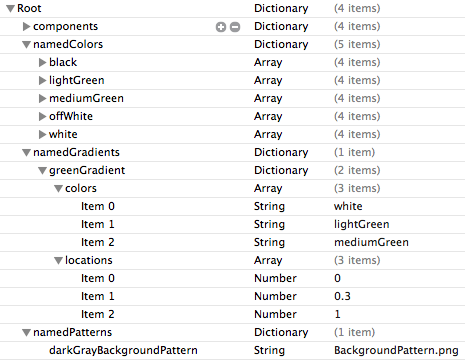 Root Dictionary (4 items)
components Dictionary (4 items)
namedColors Dictionary (5 items)
black Array (4 items)
lightGreen Array (4 items)
mediumGreen Array (4 items)
offWhite Array (4 items)
white Array (4 items)
namedGradients Dictionary (1 item)
greenGradient Dictionary (2 items)
colors Array (3 items)
Item 0 String white
Item 1 String lightGreen
Item 2 String mediumGreen
locations Array (3 items)
Item 0 Number 0
Item 1 Number 0.3
Item 2 Number 1
namedPatterns Dictionary (1 item)
darkGrayBackgroundPattern String BackgroundPattern.png